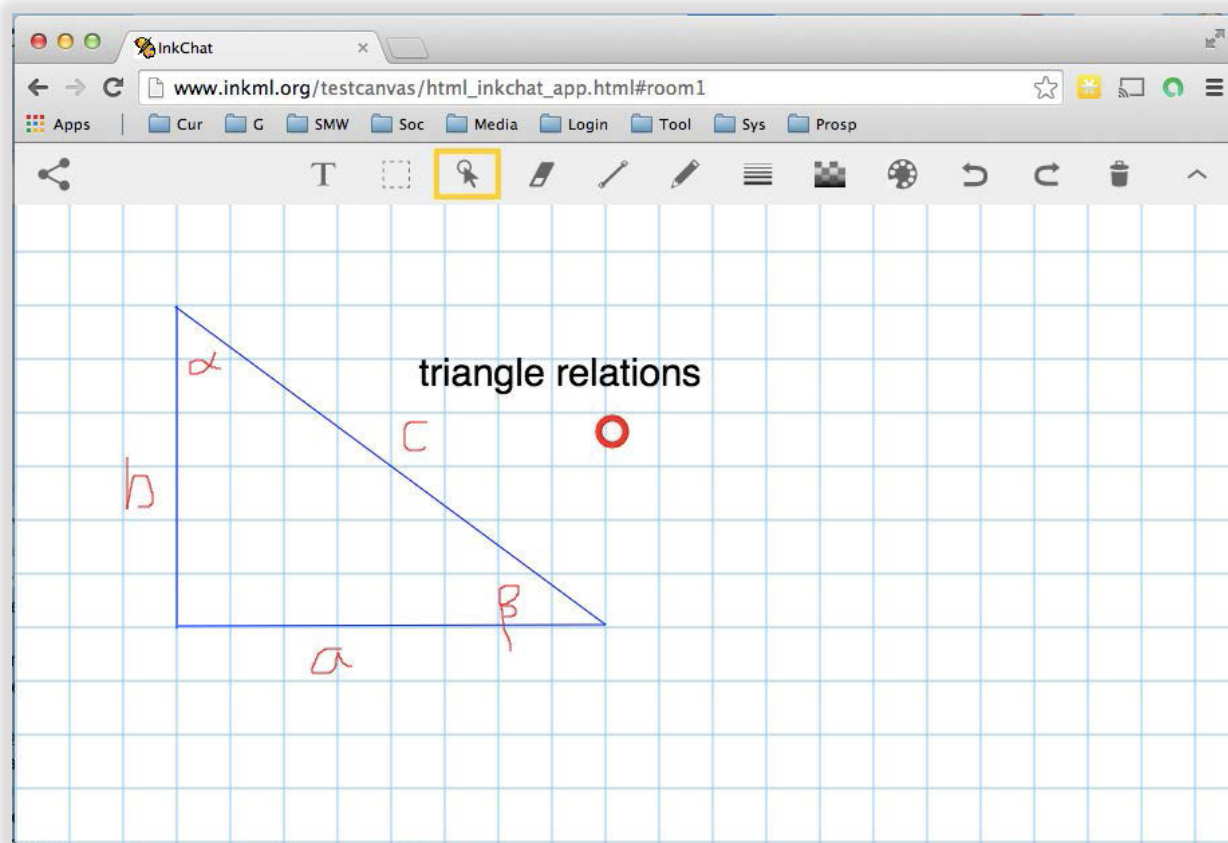 InkChat
www.inkml.org/testcanvas/html_inkchat_app.html#room1
Apps Cur G SMW Soc Media Login Tool Sys Prosp
T
α
triangle relations
c
b
β
a